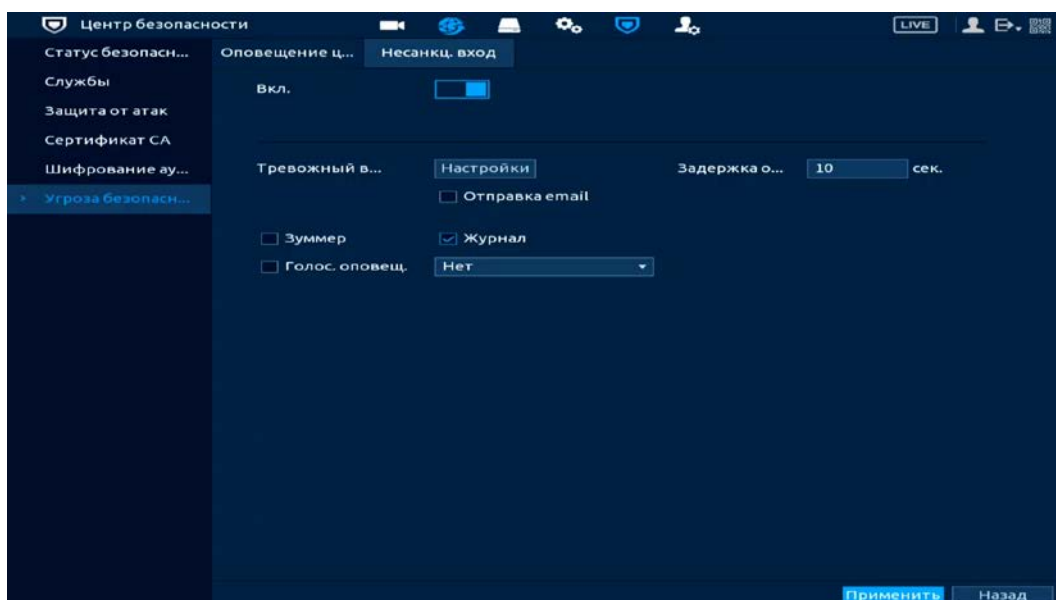 Центр безопасности LIVE
Статус безопасн...
Службы
Защита от атак
Сертификат CA
Шифрование ау...
Угроза безопасн...
Оповещение ц... Несанкц. вход
Вкл.
Тревожный в... Настройки Задержка о... 10 сек.
Отправка email
Зуммер Журнал
Голос. оповещ. Нет
Применить Назад